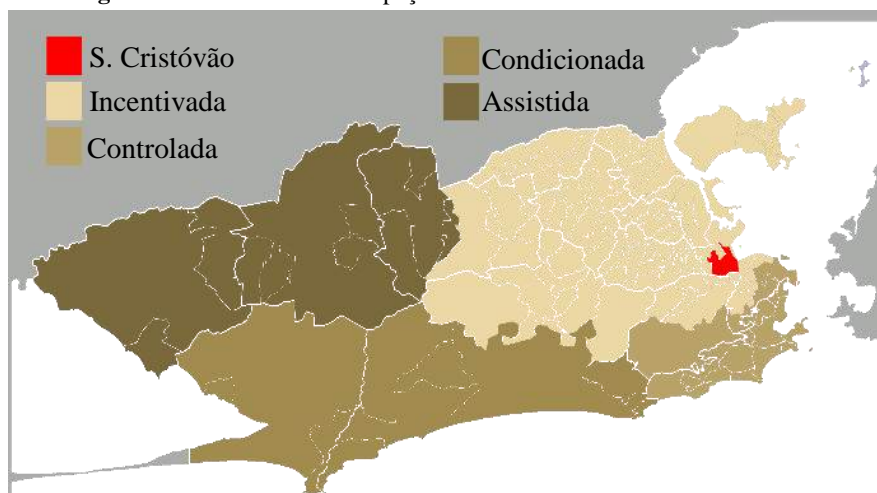 S. Cristóvão
Incentivada
Controlada
Condicionada
Assistida